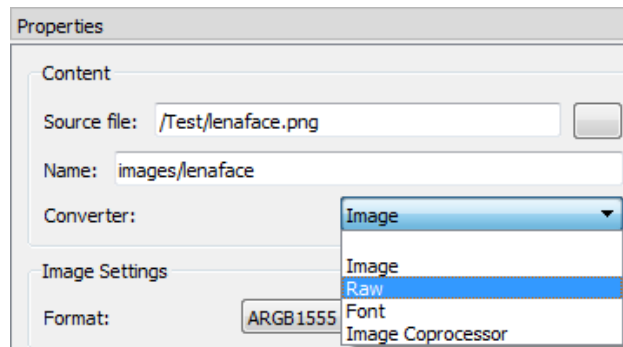 Properties
Content
Source file: /Test/lenaface.png
Name: images/lenaface
Converter: Image
Image
Image Settings
Raw
Format: ARGB1555 Font
Image Coprocessor